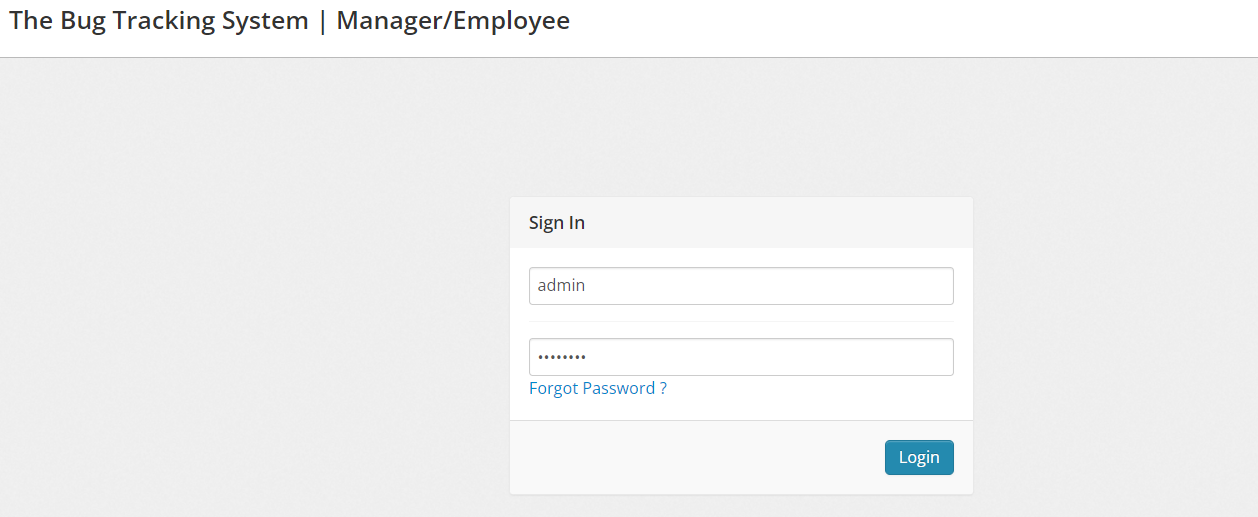 The Bug Tracking System | Manager/Employee
Sign In
admin
••••••••
Forgot Password ?
Login